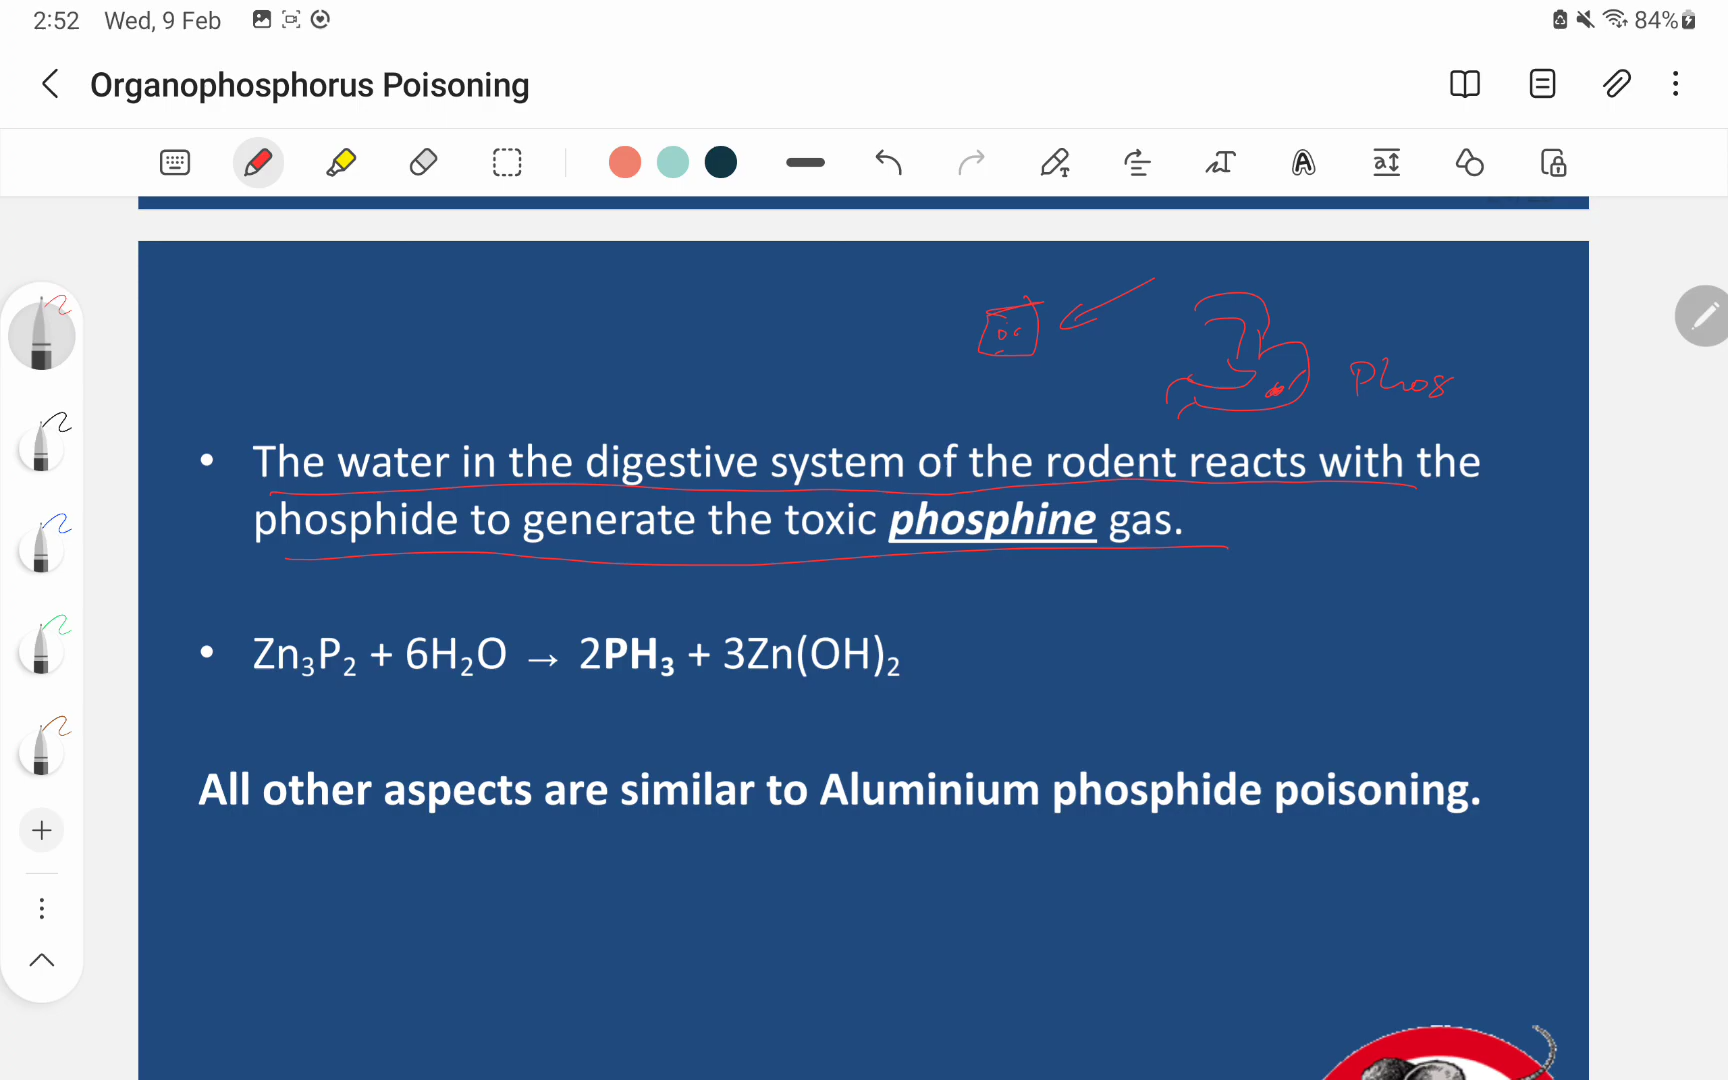 2:52 Wed, 9 Feb 84%
Organophosphorus Poisoning
Phos
• The water in the digestive system of the rodent reacts with the
phosphide to generate the toxic phosphine gas.
• Zn₃P₂ + 6H₂O → 2PH₃ + 3Zn(OH)₂
All other aspects are similar to Aluminium phosphide poisoning.